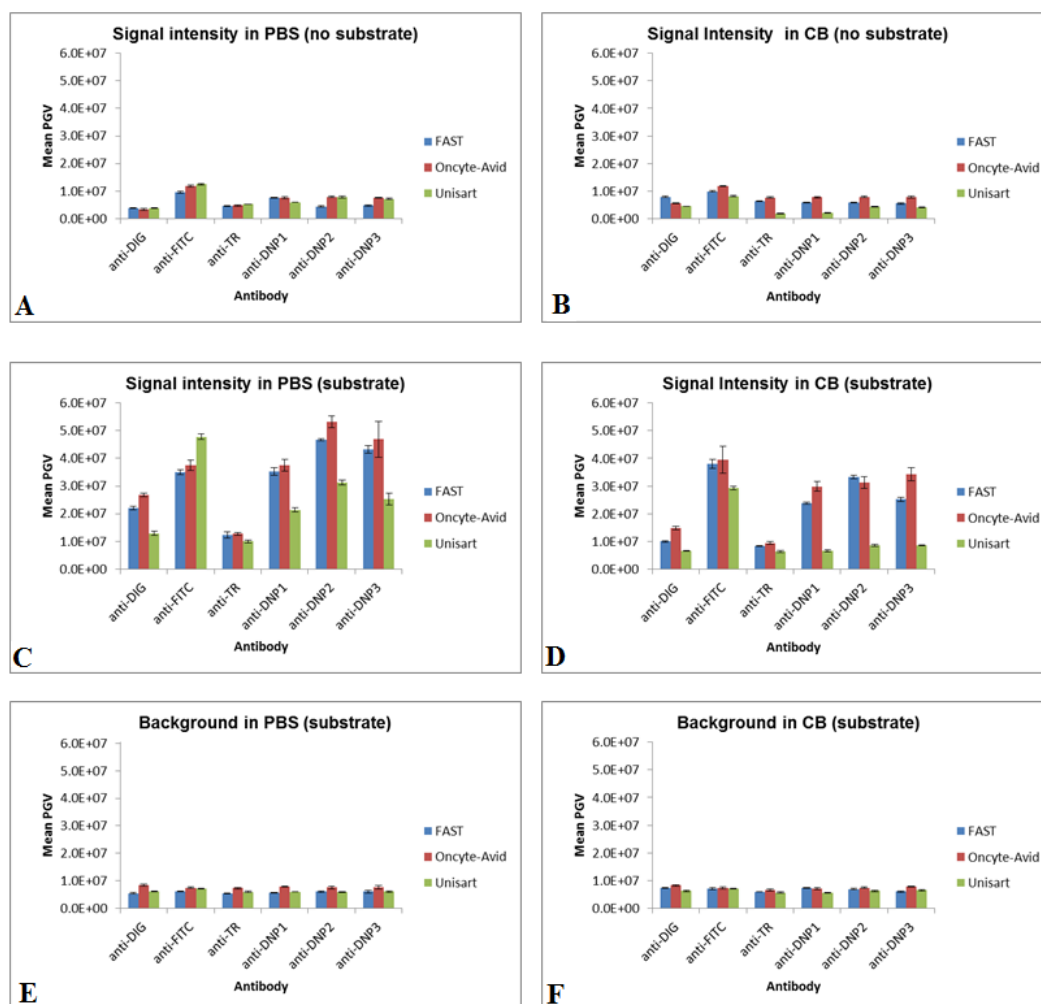 Signal intensity in PBS (no substrate)
6.0E+07
5.0E+07
4.0E+07
3.0E+07
2.0E+07
1.0E+07
0.0E+00
Mean PGV
FAST
Oncyte-Avid
Unisart
anti-DIG
anti-FITC
anti-TR
anti-DNP1
anti-DNP2
anti-DNP3
Antibody
A
Signal Intensity in CB (no substrate)
6.0E+07
5.0E+07
4.0E+07
3.0E+07
2.0E+07
1.0E+07
0.0E+00
Mean PGV
FAST
Oncyte-Avid
Unisart
anti-DIG
anti-FITC
anti-TR
anti-DNP1
anti-DNP2
anti-DNP3
Antibody
B
Signal intensity in PBS (substrate)
6.0E+07
5.0E+07
4.0E+07
3.0E+07
2.0E+07
1.0E+07
0.0E+00
Mean PGV
FAST
Oncyte-Avid
Unisart
anti-DIG
anti-FITC
anti-TR
anti-DNP1
anti-DNP2
anti-DNP3
Antibody
C
Signal Intensity in CB (substrate)
6.0E+07
5.0E+07
4.0E+07
3.0E+07
2.0E+07
1.0E+07
0.0E+00
Mean PGV
FAST
Oncyte-Avid
Unisart
anti-DIG
anti-FITC
anti-TR
anti-DNP1
anti-DNP2
anti-DNP3
Antibody
D
Background in PBS (substrate)
6.0E+07
5.0E+07
4.0E+07
3.0E+07
2.0E+07
1.0E+07
0.0E+00
Mean PGV
FAST
Oncyte-Avid
Unisart
anti-DIG
anti-FITC
anti-TR
anti-DNP1
anti-DNP2
anti-DNP3
Antibody
E
Background in CB (substrate)
6.0E+07
5.0E+07
4.0E+07
3.0E+07
2.0E+07
1.0E+07
0.0E+00
Mean PGV
FAST
Oncyte-Avid
Unisart
anti-DIG
anti-FITC
anti-TR
anti-DNP1
anti-DNP2
anti-DNP3
Antibody
F